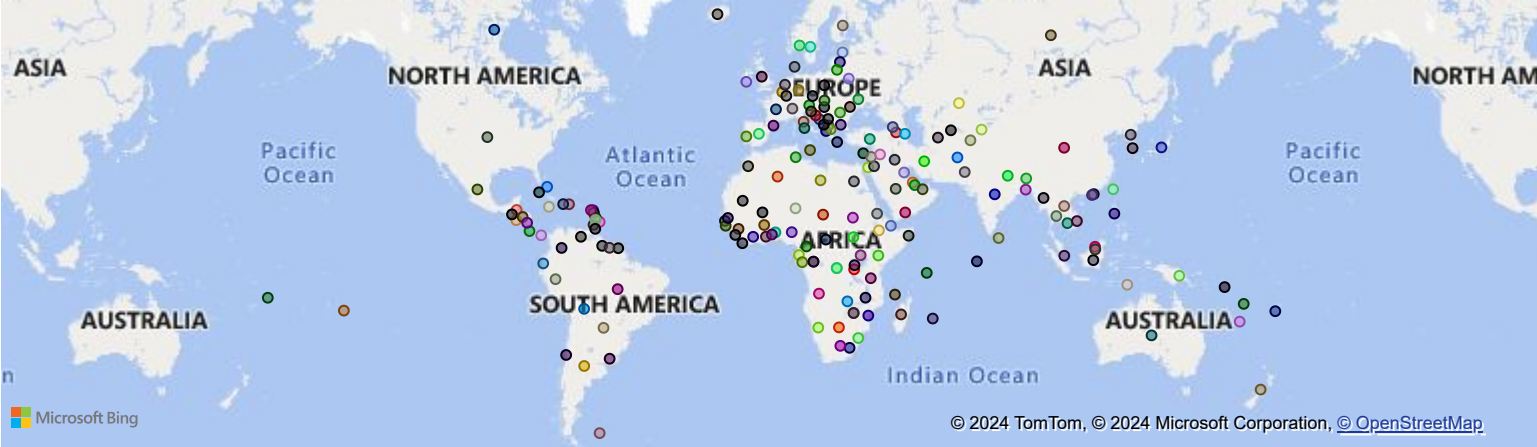 ASIA
NORTH AMERICA
EUROPE
ASIA
NORTH AM
Pacific
Ocean
Atlantic
Ocean
Pacific
Ocean
AFRICA
SOUTH AMERICA
AUSTRALIA
AUSTRALIA
n
Indian Ocean
Microsoft Bing
© 2024 TomTom, © 2024 Microsoft Corporation, © OpenStreetMap